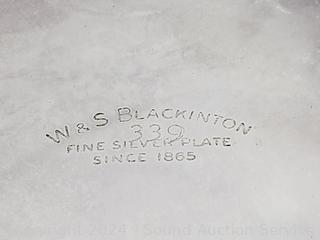 W & S BLACKINTON
339
FINE SILVER PLATE
SINCE 1865
Copyright 2024 - Sound Auction Service